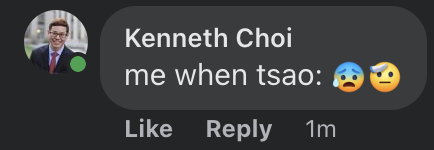 Kenneth Choi
me when tsao: 😰🤕
Like Reply 1m